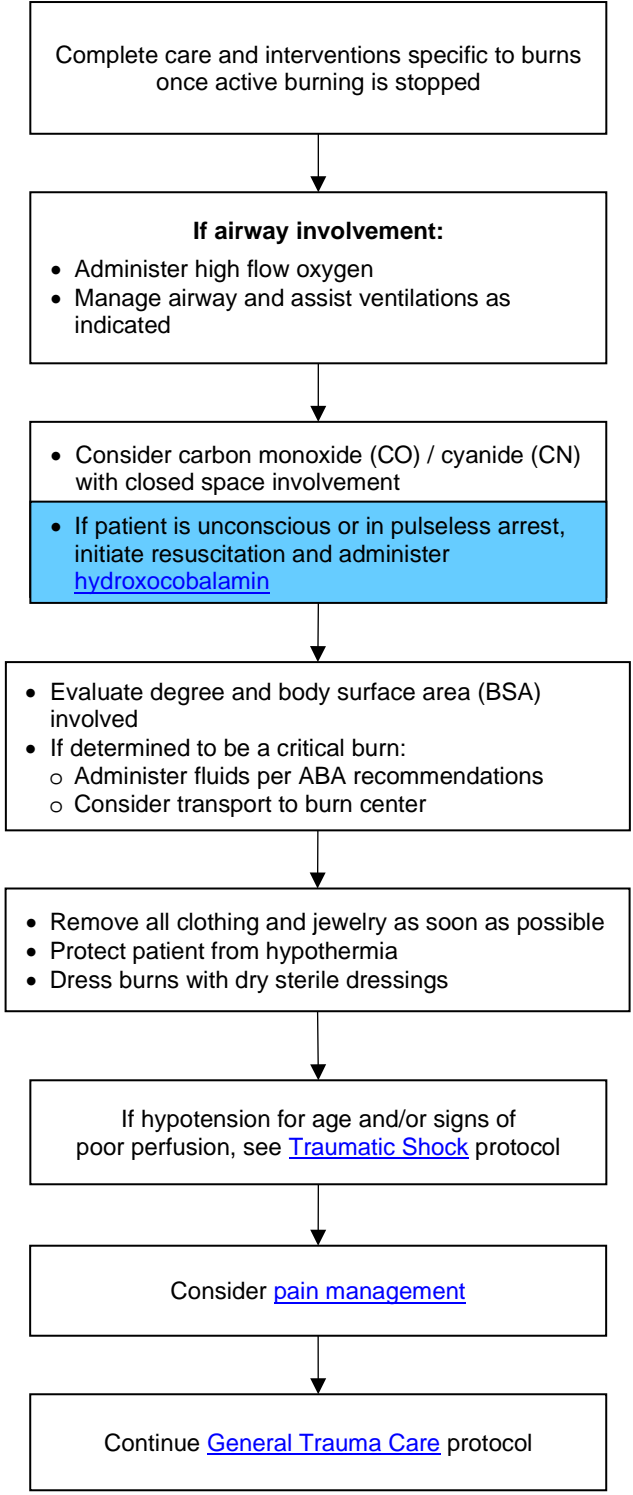 Complete care and interventions specific to burns
once active burning is stopped
If airway involvement:
• Administer high flow oxygen
• Manage airway and assist ventilations as
indicated
• Consider carbon monoxide (CO) / cyanide (CN)
with closed space involvement
• If patient is unconscious or in pulseless arrest,
initiate resuscitation and administer
hydroxocobalamin
• Evaluate degree and body surface area (BSA)
involved
• If determined to be a critical burn:
o Administer fluids per ABA recommendations
o Consider transport to burn center
• Remove all clothing and jewelry as soon as possible
• Protect patient from hypothermia
• Dress burns with dry sterile dressings
If hypotension for age and/or signs of
poor perfusion, see Traumatic Shock protocol
Consider pain management
Continue General Trauma Care protocol